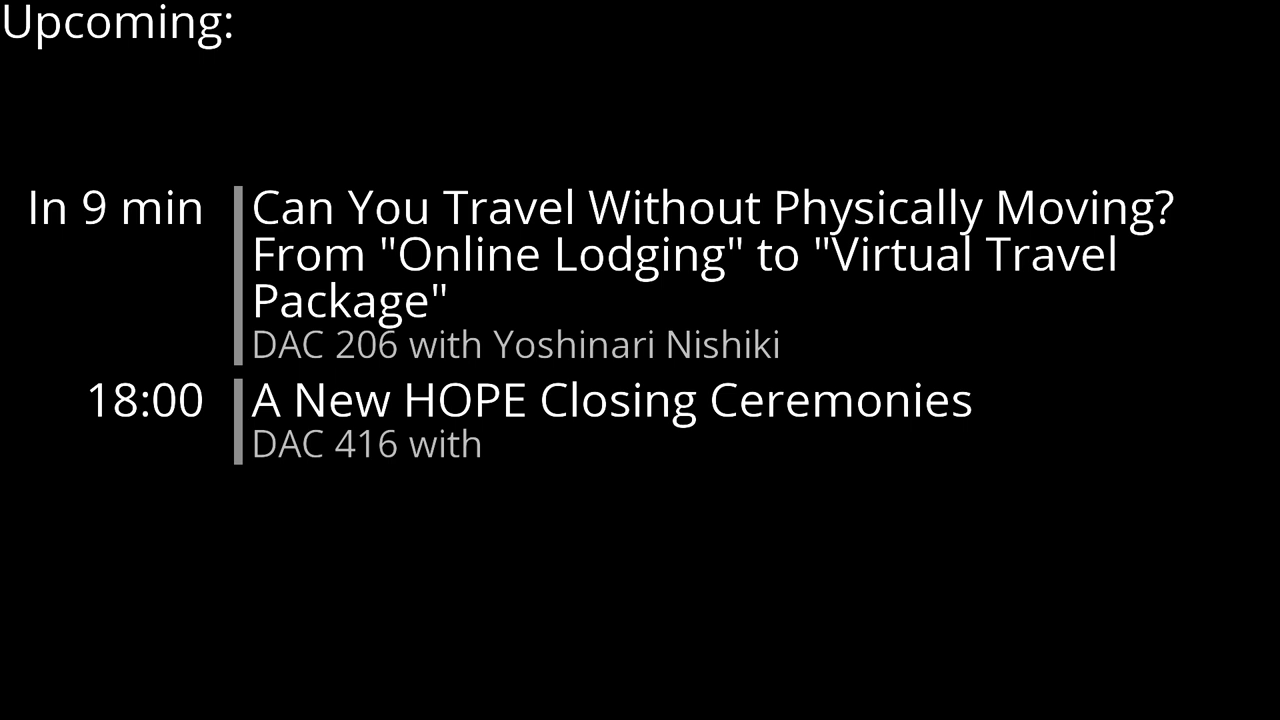 Upcoming:
In 9 min
Can You Travel Without Physically Moving?
From "Online Lodging" to "Virtual Travel
Package"
DAC 206 with Yoshinari Nishiki
18:00
A New HOPE Closing Ceremonies
DAC 416 with